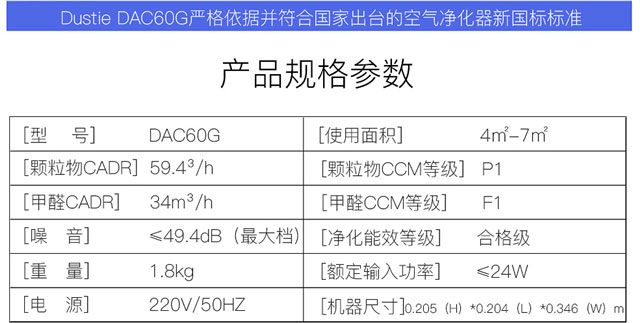 Dustie DAC60G严格依据并符合国家出台的空气净化器新国标标准
产品规格参数
[型 号] DAC60G [使用面积] 4㎡-7㎡
[颗粒物CADR] 59.4³/h [颗粒物CCM等级] P1
[甲醛CADR] 34m³/h [甲醛CCM等级] F1
[噪 音] ≤49.4dB（最大档） [净化能效等级] 合格级
[重 量] 1.8kg [额定输入功率] ≤24W
[电 源] 220V/50HZ [机器尺寸] 0.205（H）*0.204（L）*0.346（W）m